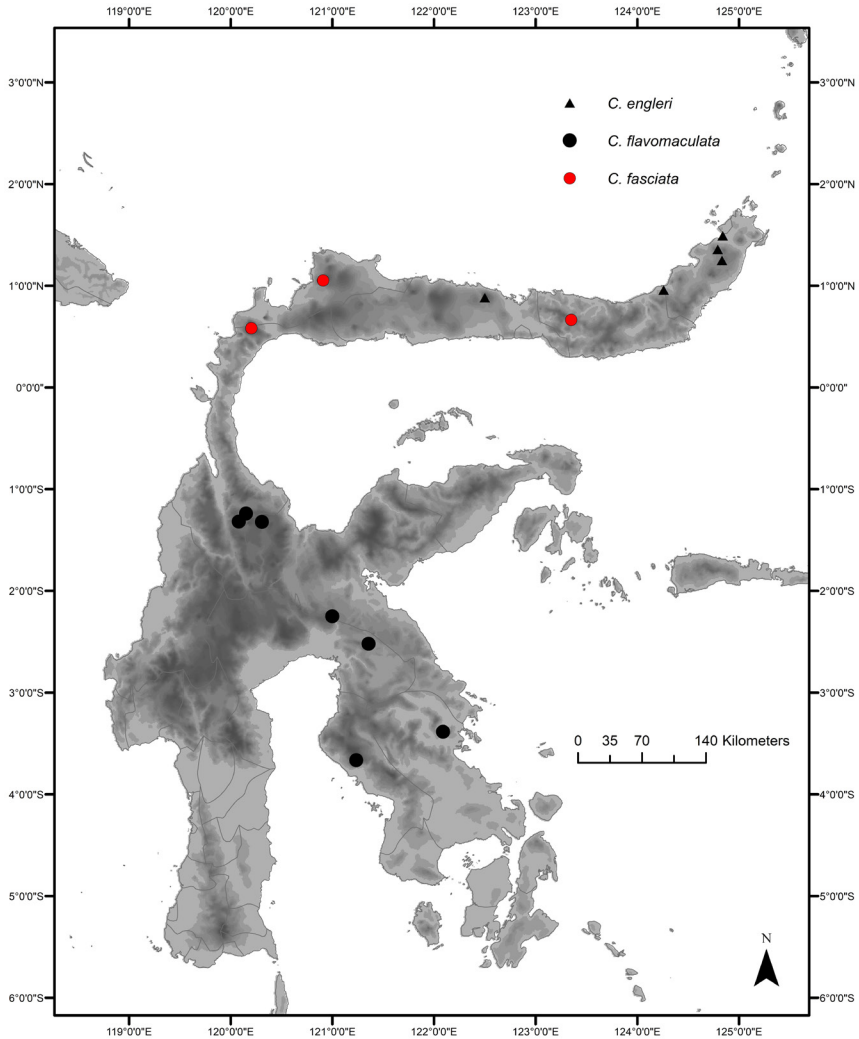 119°0'0"E 120°0'0"E 121°0'0"E 122°0'0"E 123°0'0"E 124°0'0"E 125°0'0"E
3°0'0"N 3°0'0"N
C. engleri
C. flavomaculata
C. fasciata
2°0'0"N 2°0'0"N
1°0'0"N 1°0'0"N
0°0'0" 0°0'0"
1°0'0"S 1°0'0"S
2°0'0"S 2°0'0"S
3°0'0"S 3°0'0"S
0 35 70 140 Kilometers
4°0'0"S 4°0'0"S
5°0'0"S 5°0'0"S
N
6°0'0"S 6°0'0"S
119°0'0"E 120°0'0"E 121°0'0"E 122°0'0"E 123°0'0"E 124°0'0"E 125°0'0"E